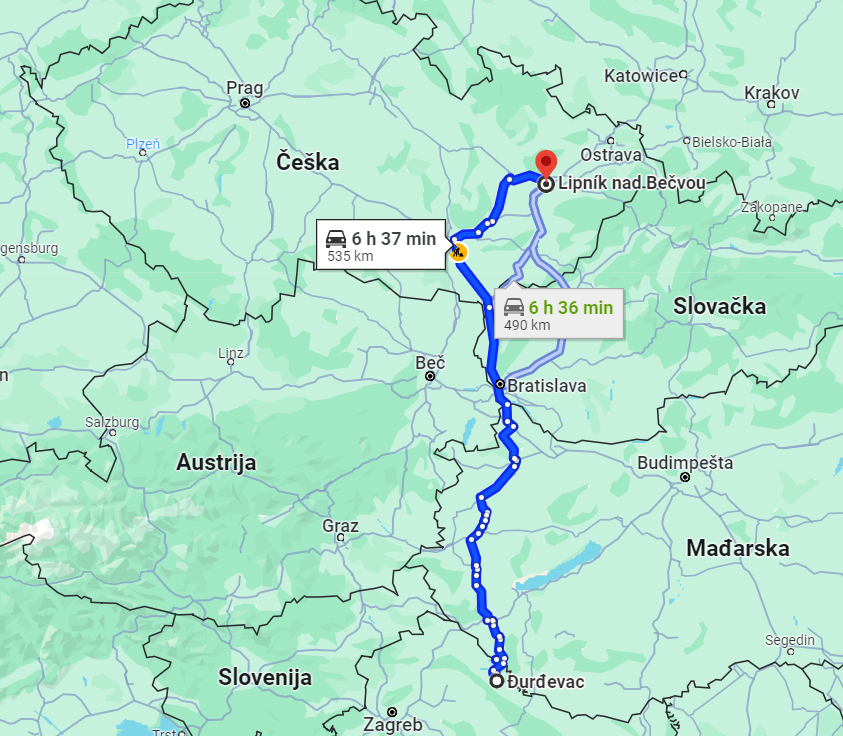 Katowice
Prag
Krakov
Plzeň
Ostrava
Bielsko-Biała
Češka
Lipník nad Bečvou
Zakopane
6 h 37 min
535 km
gensburg
6 h 36 min
490 km
Slovačka
Linz
Beč
n
Bratislava
Salzburg
Austrija
Budimpešta
Graz
Mađarska
Segedin
Slovenija
Đurđevac
Zagreb
Trst